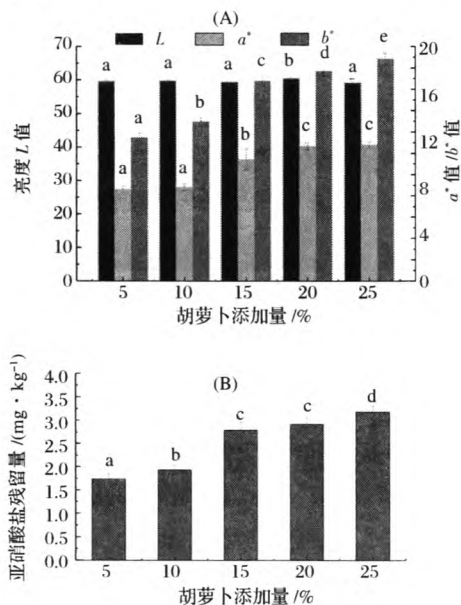 (A)
L a* b*
70
60
50
40
30
20
10
0
亮度 L 值
20
16
12
8
4
0
a*值/b*值
a a a
a a b
a b c
b c d
a c e
5 10 15 20 25
胡萝卜添加量 /%
(B)
4.0
3.5
3.0
2.5
2.0
1.5
1.0
0.5
0.0
亚硝酸盐残留量 /(mg·kg⁻¹)
a b c c d
5 10 15 20 25
胡萝卜添加量 /%